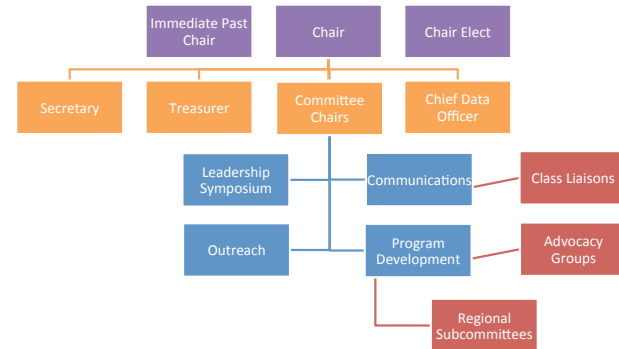 Immediate Past
Chair
Chair
Chair Elect
Secretary
Treasurer
Committee
Chairs
Chief Data
Officer
Leadership
Symposium
Communications
Class Liaisons
Outreach
Program
Development
Advocacy
Groups
Regional
Subcommittees